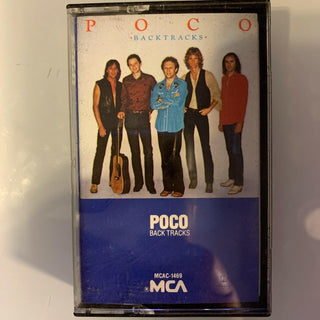 POCO
·BACKTRACKS·
POCO
BACK TRACKS
MCAC-1469
MCA